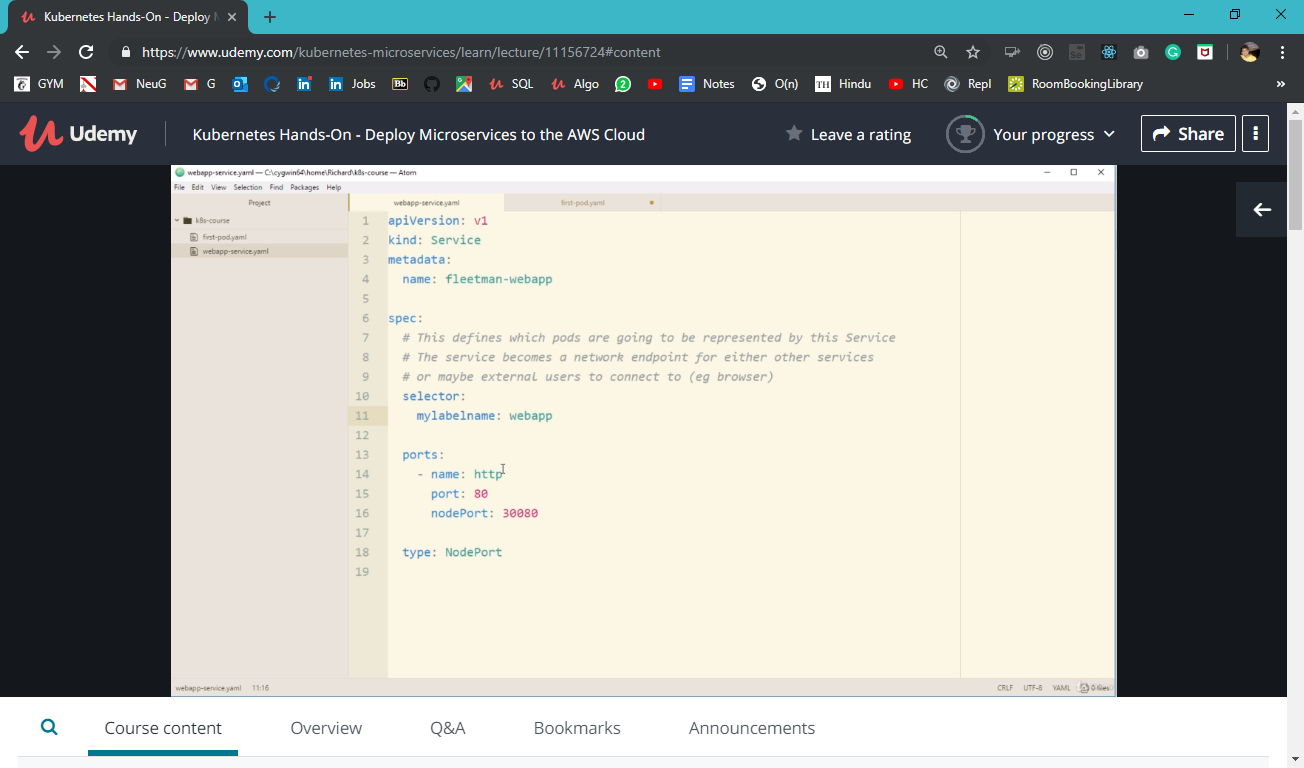 Kubernetes Hands-On - Deploy M
https://www.udemy.com/kubernetes-microservices/learn/lecture/11156724#content
GYM NeuG G Jobs Bb SQL Algo 2 Notes O(n) TH Hindu HC Repl RoomBookingLibrary »
Udemy Kubernetes Hands-On - Deploy Microservices to the AWS Cloud Leave a rating Your progress Share
webapp-service.yaml — C:\cygwin64\home\Richard\k8s-course — Atom
File Edit View Selection Find Packages Help
Project webapp-service.yaml first-pod.yaml
k8s-course
first-pod.yaml
webapp-service.yaml
1 apiVersion: v1
2 kind: Service
3 metadata:
4 name: fleetman-webapp
5
6 spec:
7 # This defines which pods are going to be represented by this Service
8 # The service becomes a network endpoint for either other services
9 # or maybe external users to connect to (eg browser)
10 selector:
11 mylabelname: webapp
12
13 ports:
14 - name: http
15 port: 80
16 nodePort: 30080
17
18 type: NodePort
19
webapp-service.yaml 11:16 CRLF UTF-8 YAML 0 files
Course content Overview Q&A Bookmarks Announcements